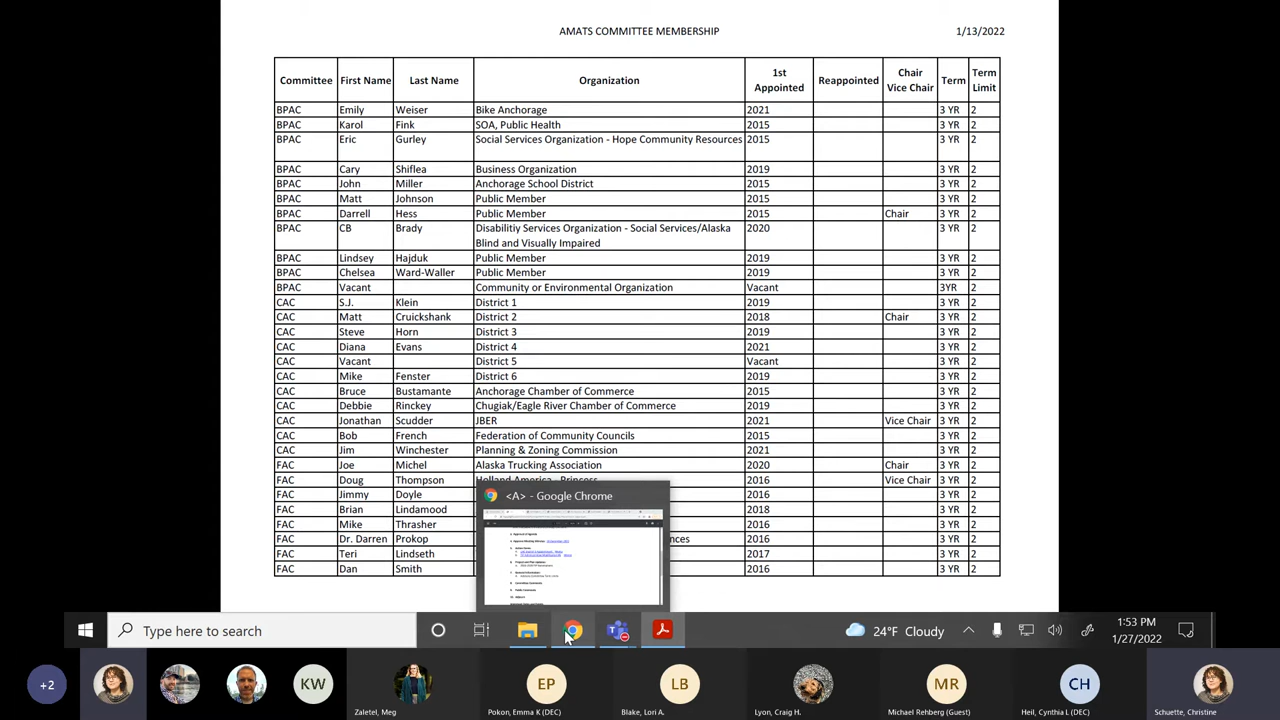 AMATS COMMITTEE MEMBERSHIP 1/13/2022
Committee First Name Last Name Organization 1st Appointed Reappointed Chair Vice Chair Term Term Limit
BPAC Emily Weiser Bike Anchorage 2021 3 YR 2
BPAC Karol Fink SOA, Public Health 2015 3 YR 2
BPAC Eric Gurley Social Services Organization - Hope Community Resources 2015 3 YR 2
BPAC Cary Shiflea Business Organization 2019 3 YR 2
BPAC John Miller Anchorage School District 2015 3 YR 2
BPAC Matt Johnson Public Member 2015 3 YR 2
BPAC Darrell Hess Public Member 2015 Chair 3 YR 2
BPAC CB Brady Disabilitiy Services Organization - Social Services/Alaska 2020 3 YR 2
Blind and Visually Impaired
BPAC Lindsey Hajduk Public Member 2019 3 YR 2
BPAC Chelsea Ward-Waller Public Member 2019 3 YR 2
BPAC Vacant Community or Environmental Organization Vacant 3YR 2
CAC S.J. Klein District 1 2019 3 YR 2
CAC Matt Cruickshank District 2 2018 Chair 3 YR 2
CAC Steve Horn District 3 2019 3 YR 2
CAC Diana Evans District 4 2021 3 YR 2
CAC Vacant District 5 Vacant 3 YR 2
CAC Mike Fenster District 6 2019 3 YR 2
CAC Bruce Bustamante Anchorage Chamber of Commerce 2015 3 YR 2
CAC Debbie Rinckey Chugiak/Eagle River Chamber of Commerce 2019 3 YR 2
CAC Jonathan Scudder JBER 2021 Vice Chair 3 YR 2
CAC Bob French Federation of Community Councils 2015 3 YR 2
CAC Jim Winchester Planning & Zoning Commission 2021 3 YR 2
FAC Joe Michel Alaska Trucking Association 2020 Chair 3 YR 2
FAC Doug Thompson Holland America - Princess 2016 Vice Chair 3 YR 2
FAC Jimmy Doyle 2016 3 YR 2
FAC Brian Lindamood 2018 3 YR 2
FAC Mike Thrasher 2016 3 YR 2
FAC Dr. Darren Prokop nces 2016 3 YR 2
FAC Teri Lindseth 2017 3 YR 2
FAC Dan Smith 2016 3 YR 2
<A> - Google Chrome
Type here to search
24°F Cloudy
1:53 PM
1/27/2022
+2 KW EP LB MR CH
Zaletel, Meg Pokon, Emma K (DEC) Blake, Lori A. Lyon, Craig H. Michael Rehberg (Guest) Heil, Cynthia L (DEC) Schuette, Christine